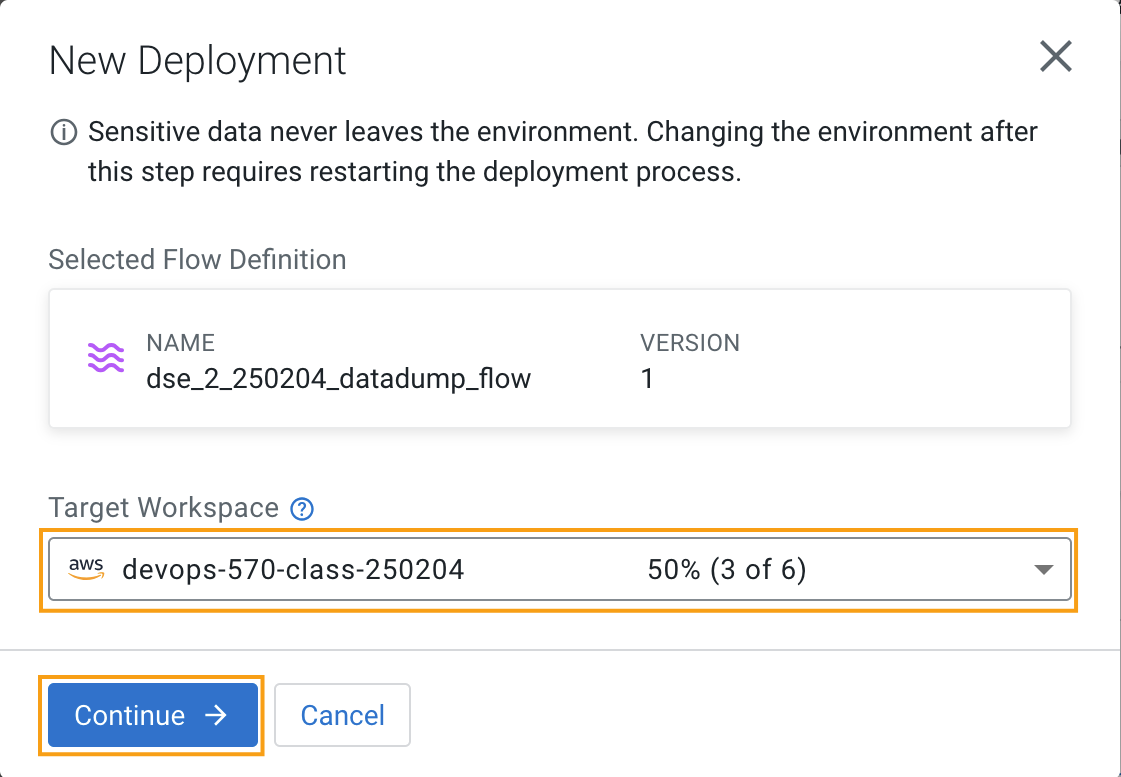 New Deployment
Sensitive data never leaves the environment. Changing the environment after
this step requires restarting the deployment process.
Selected Flow Definition
NAME VERSION
dse_2_250204_datadump_flow 1
Target Workspace
aws devops-570-class-250204 50% (3 of 6)
Continue Cancel